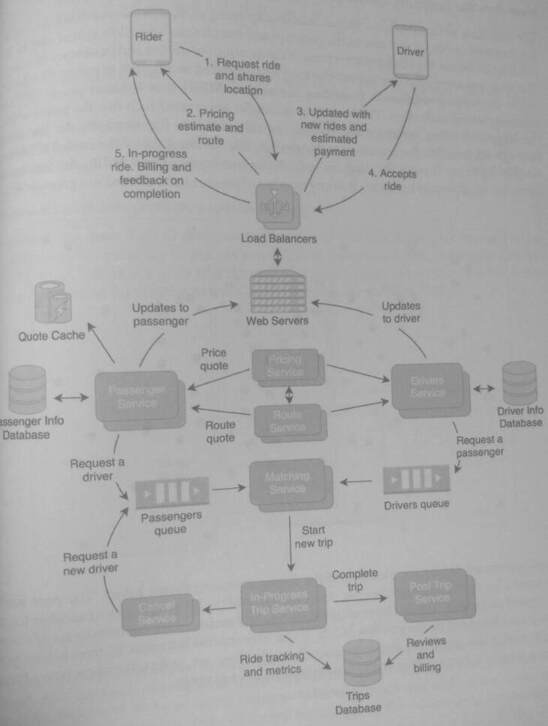 Rider
Driver
1. Request ride
and shares
location
2. Pricing
estimate and
route
3. Updated with
new rides and
estimated
payment
5. In-progress
ride. Billing and
feedback on
completion
4. Accepts
ride
Load Balancers
Web Servers
Updates to
passenger
Updates
to driver
Quote Cache
Price
quote
Pricing
Service
Passenger
Service
Drivers
Service
Route
quote
Route
Service
assenger Info
Database
Driver Info
Database
Request a
driver
Request a
passenger
Matching
Service
Passengers
queue
Drivers queue
Start
new trip
Request a
new driver
Complete
trip
Cancel
Service
In-Progress
Trip Service
Post Trip
Service
Ride tracking
and metrics
Reviews
and
billing
Trips
Database